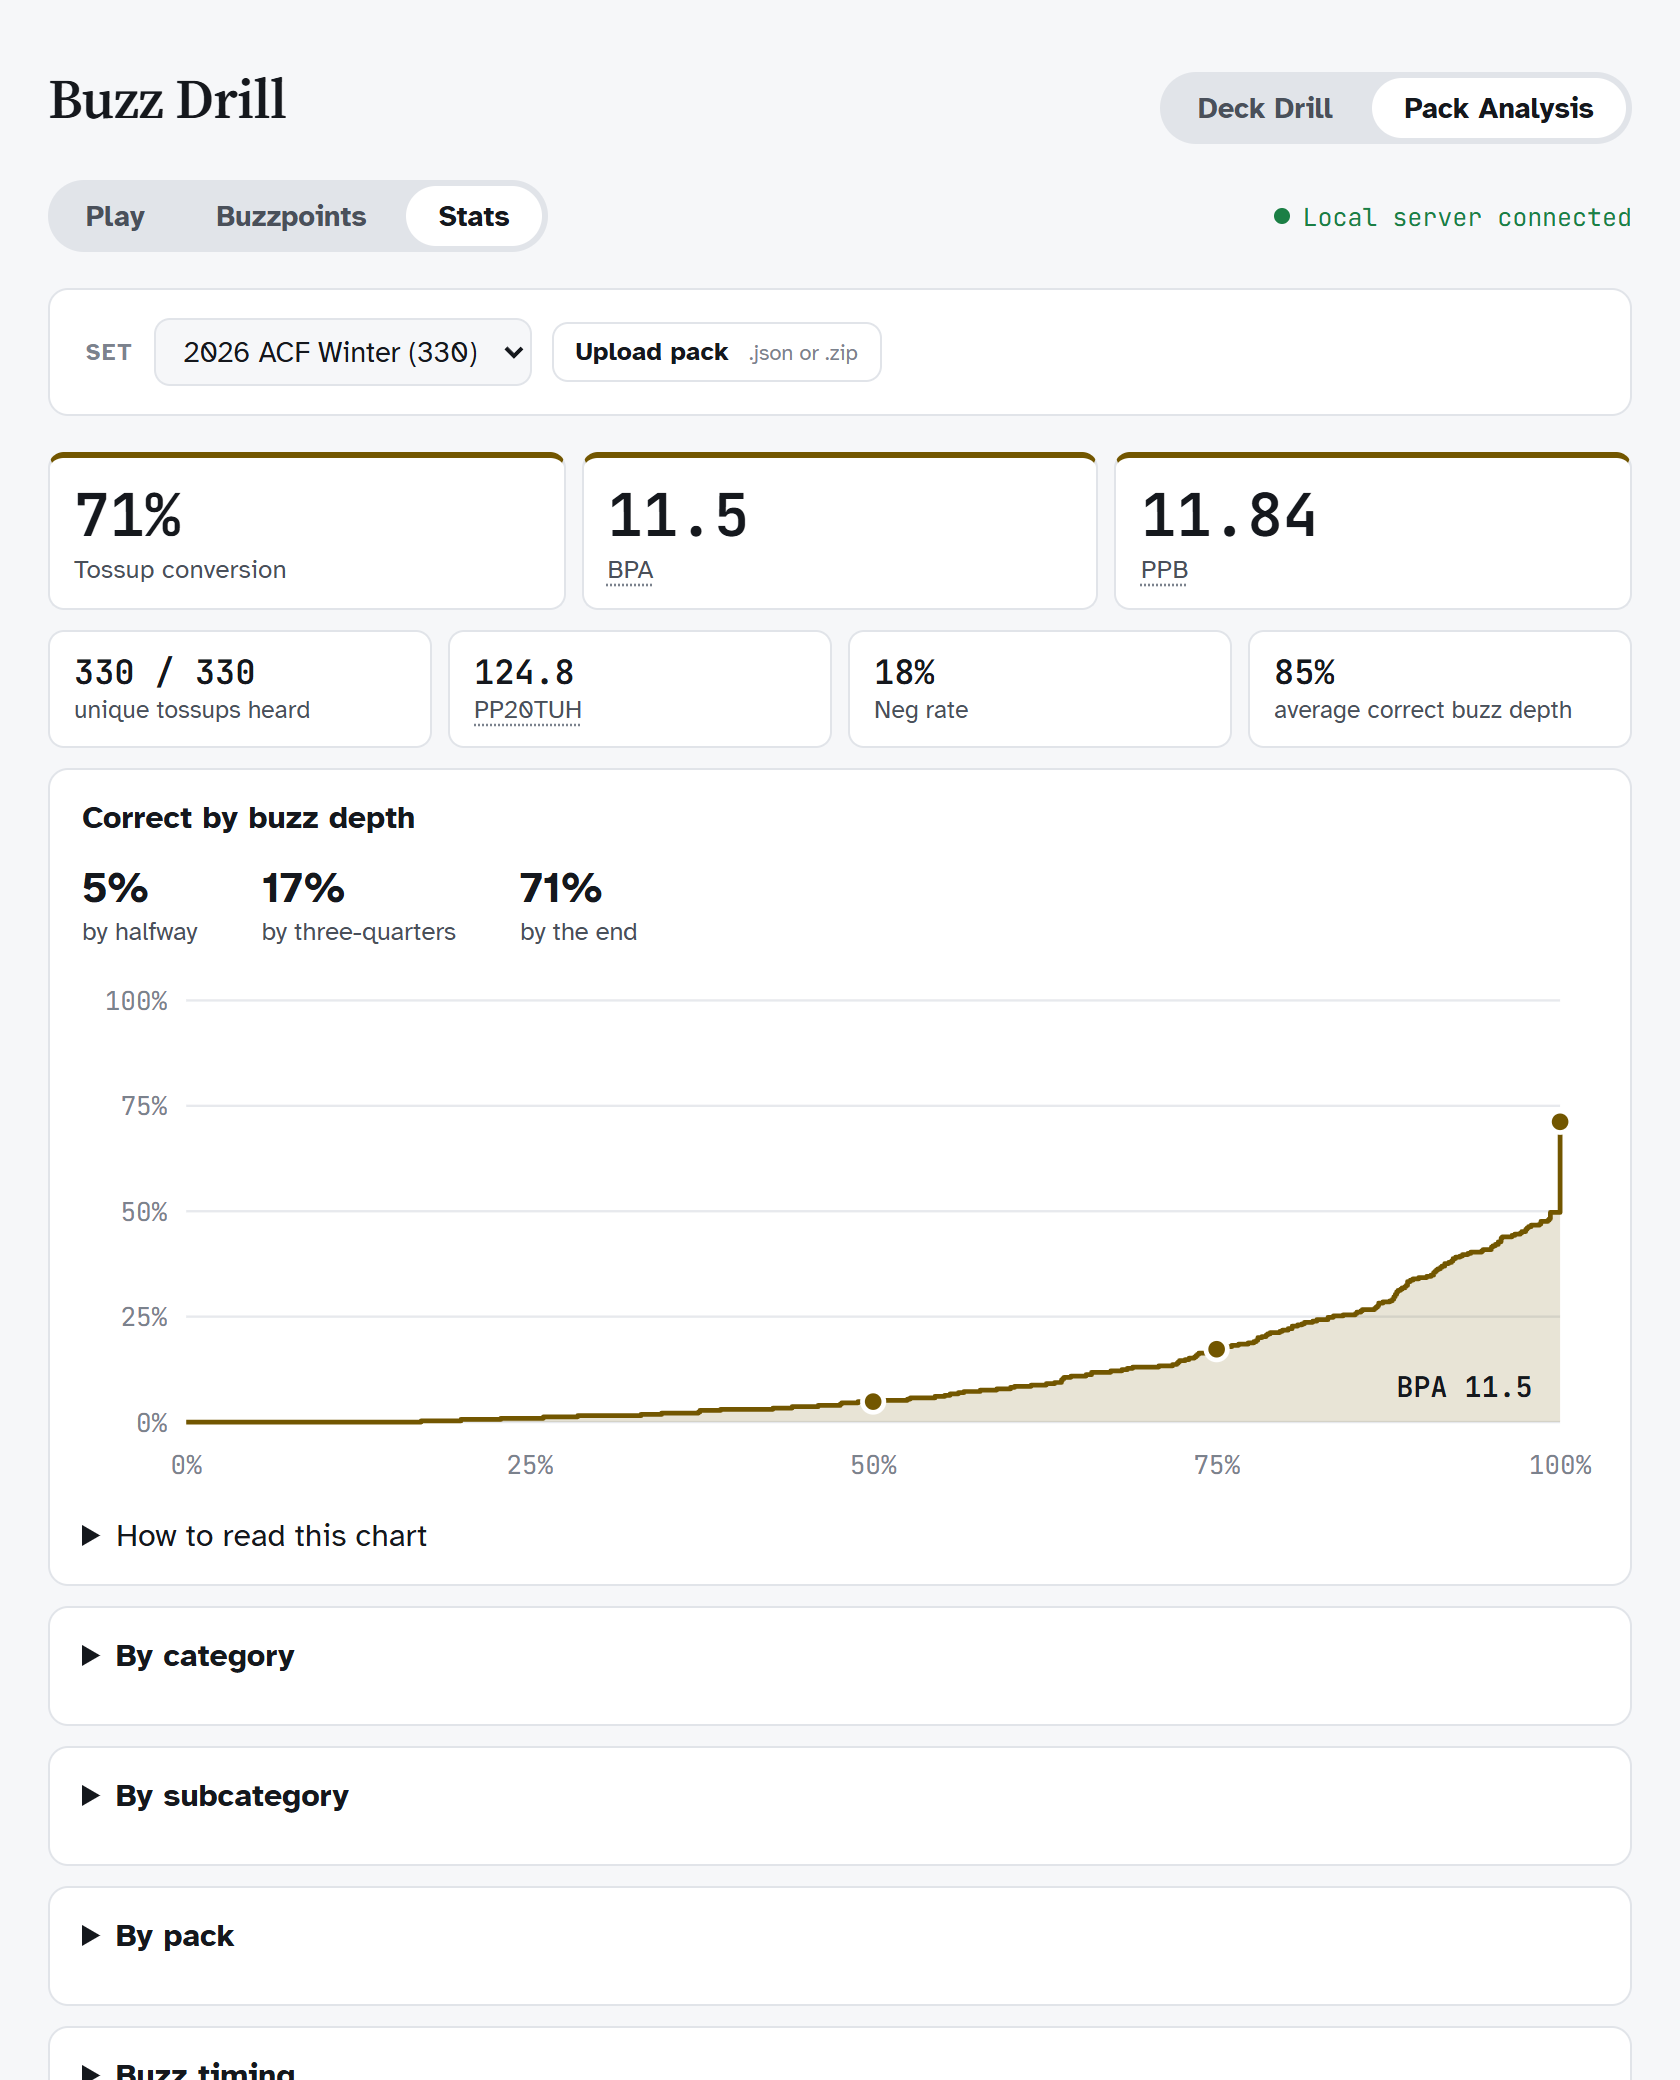 Buzz Drill
Deck Drill
Pack Analysis
Play
Buzzpoints
Stats
Local server connected
SET
2026 ACF Winter (330)
Upload pack .json or .zip
71%
Tossup conversion
11.5
BPA
11.84
PPB
330 / 330
unique tossups heard
124.8
PP20TUH
18%
Neg rate
85%
average correct buzz depth
Correct by buzz depth
5%
by halfway
17%
by three-quarters
71%
by the end
100%
75%
50%
25%
0%
BPA 11.5
0%
25%
50%
75%
100%
How to read this chart
By category
By subcategory
By pack
Buzz timing